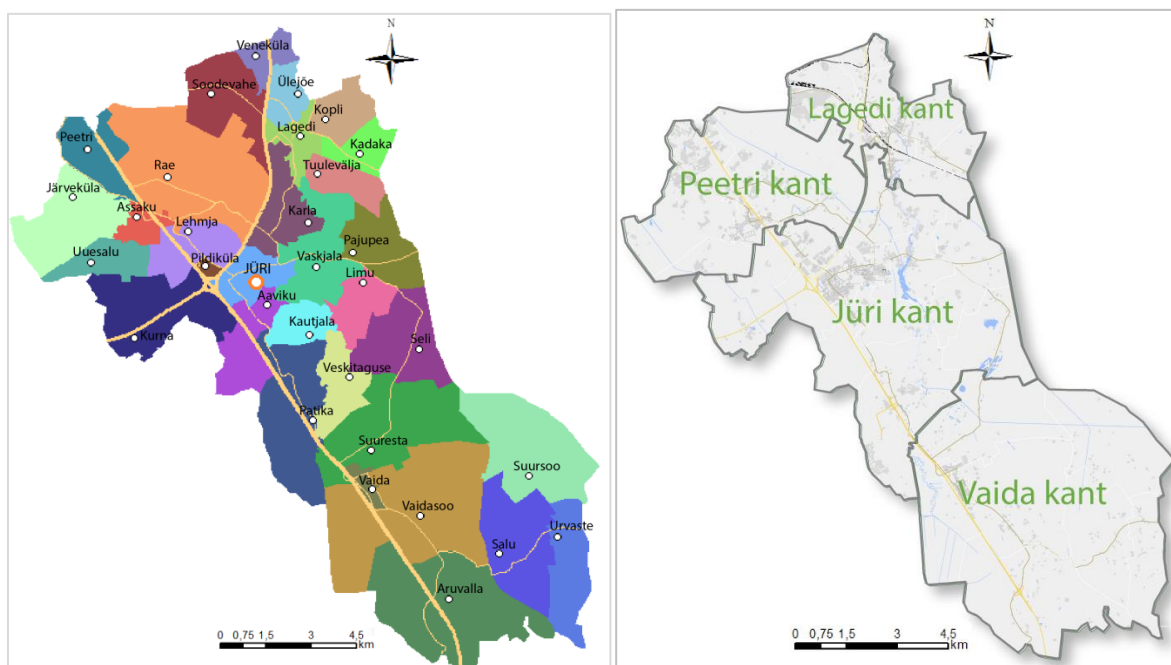 N
Veneküla
Soodevahe
Ülejõe
Kopli
Lagedi
Peetri
Kadaka
Rae
Tuulevälja
Järveküla
Assaku
Karla
Lehmja
Pajupea
Uuesalu
Pildiküla
JÜRI
Vaskjala
Limu
Aaviku
Kurna
Kautjala
Seli
Veskitaguse
Patika
Suuresta
Suursoo
Vaida
Vaidasoo
Urvaste
Salu
Aruvalla
0 0,75 1,5 3 4,5
km
N
Lagedi kant
Peetri kant
Jüri kant
Vaida kant
0 0,75 1,5 3 4,5
km